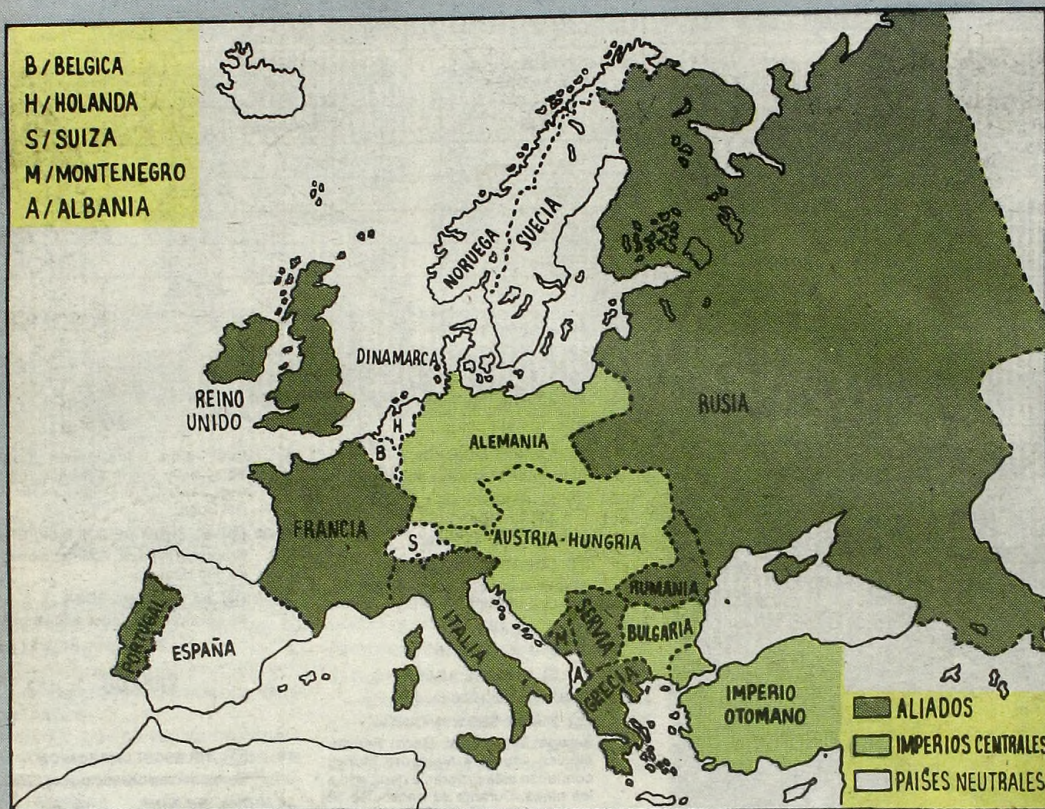 B/BELGICA
H/HOLANDA
S/SUIZA
M/MONTENEGRO
A/ALBANIA
NORUEGA
SUECIA
DINAMARCA
REINO
UNIDO
H
B
ALEMANIA
RUSIA
FRANCIA
S
AUSTRIA-HUNGRIA
RUMANIA
PORTUGAL
ESPAÑA
ITALIA
M
SERVIA
BULGARIA
A
GRECIA
IMPERIO
OTOMANO
ALIADOS
IMPERIOS CENTRALES
PAISES NEUTRALES